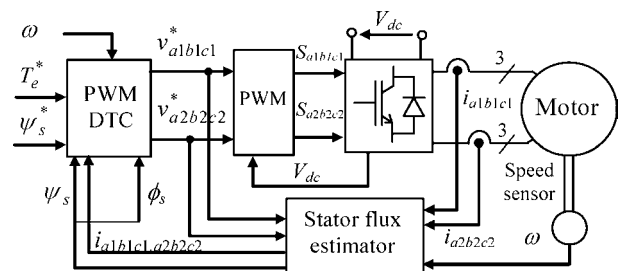 ω
T*e
ψ*s
PWM
DTC
v*a1b1c1
v*a2b2c2
PWM
Sa1b1c1
Sa2b2c2
Vdc
Vdc
3
3
ia1b1c1
Motor
Speed
sensor
ψs
ϕs
ia1b1c1,a2b2c2
Stator flux
estimator
ia2b2c2
ω